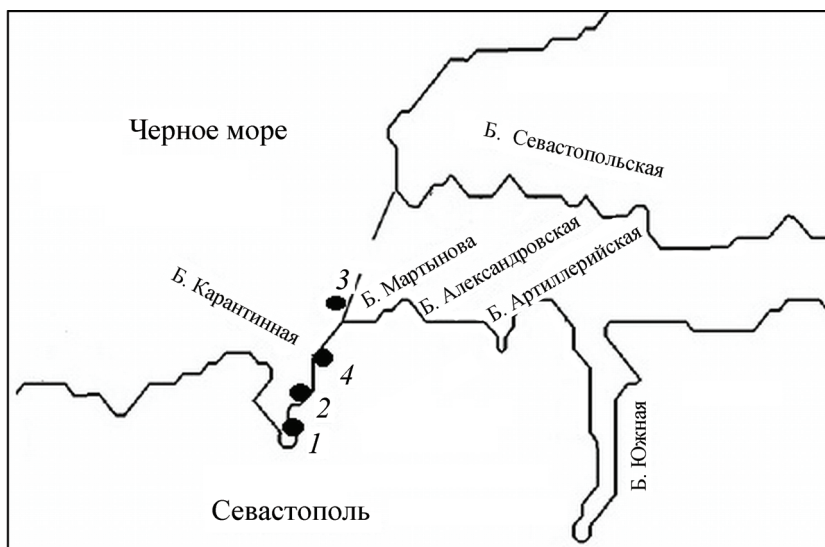 Черное море
Б. Севастопольская
Б. Карантинная
3
Б. Мартынова
Б. Александровская
Б. Артиллерийская
4
2
1
Б. Южная
Севастополь